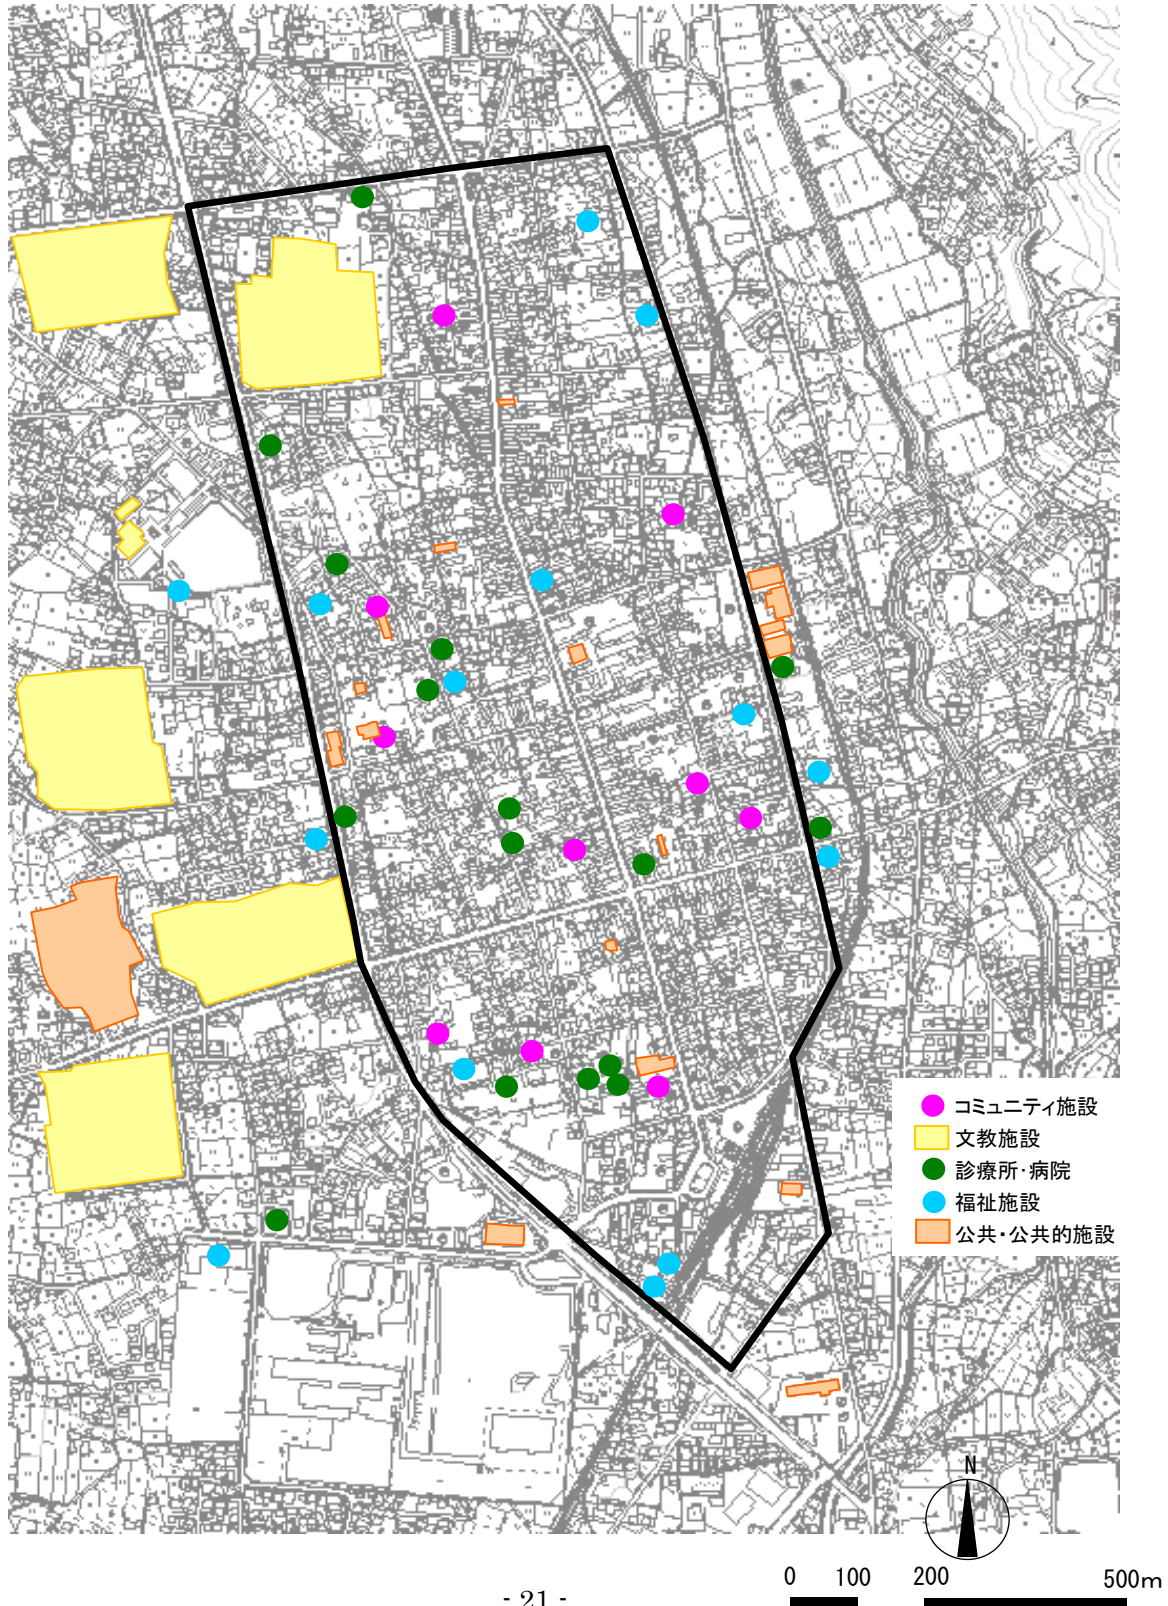 コミュニティ施設
文教施設
診療所・病院
福祉施設
公共・公共的施設
N
0 100 200 500m
- 21 -